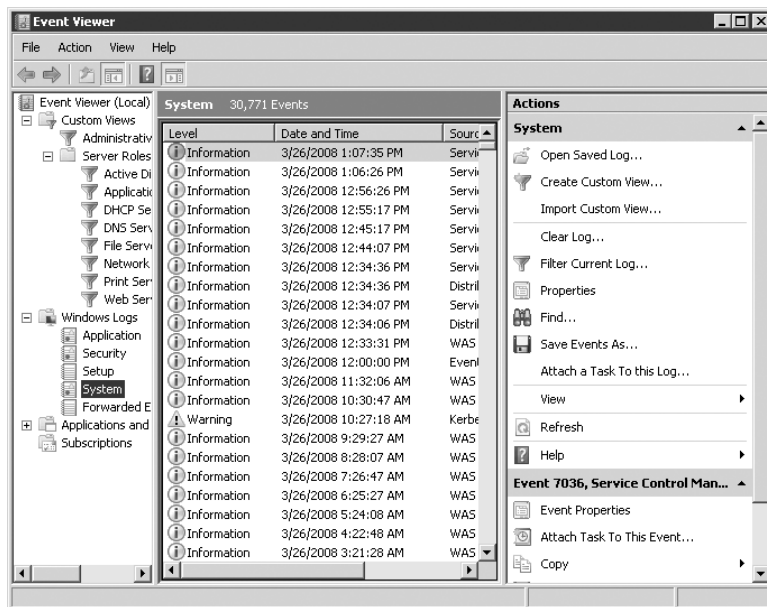 Event Viewer
File Action View Help
Event Viewer (Local)
Custom Views
Administrativ
Server Roles
Active Di
Applicatio
DHCP Se
DNS Serv
File Serve
Network
Print Ser
Web Ser
Windows Logs
Application
Security
Setup
System
Forwarded E
Applications and
Subscriptions
System 30,771 Events
Level Date and Time Sourc
Information 3/26/2008 1:07:35 PM Servi
Information 3/26/2008 1:06:26 PM Servi
Information 3/26/2008 12:56:26 PM Servi
Information 3/26/2008 12:55:17 PM Servi
Information 3/26/2008 12:45:17 PM Servi
Information 3/26/2008 12:44:07 PM Servi
Information 3/26/2008 12:34:36 PM Servi
Information 3/26/2008 12:34:36 PM Distril
Information 3/26/2008 12:34:07 PM Servi
Information 3/26/2008 12:34:06 PM Distril
Information 3/26/2008 12:33:31 PM WAS
Information 3/26/2008 12:00:00 PM Event
Information 3/26/2008 11:32:06 AM WAS
Information 3/26/2008 10:30:47 AM WAS
Warning 3/26/2008 10:27:18 AM Kerbe
Information 3/26/2008 9:29:27 AM WAS
Information 3/26/2008 8:28:07 AM WAS
Information 3/26/2008 7:26:47 AM WAS
Information 3/26/2008 6:25:27 AM WAS
Information 3/26/2008 5:24:08 AM WAS
Information 3/26/2008 4:22:48 AM WAS
Information 3/26/2008 3:21:28 AM WAS
Actions
System
Open Saved Log...
Create Custom View...
Import Custom View...
Clear Log...
Filter Current Log...
Properties
Find...
Save Events As...
Attach a Task To this Log...
View
Refresh
Help
Event 7036, Service Control Man...
Event Properties
Attach Task To This Event...
Copy